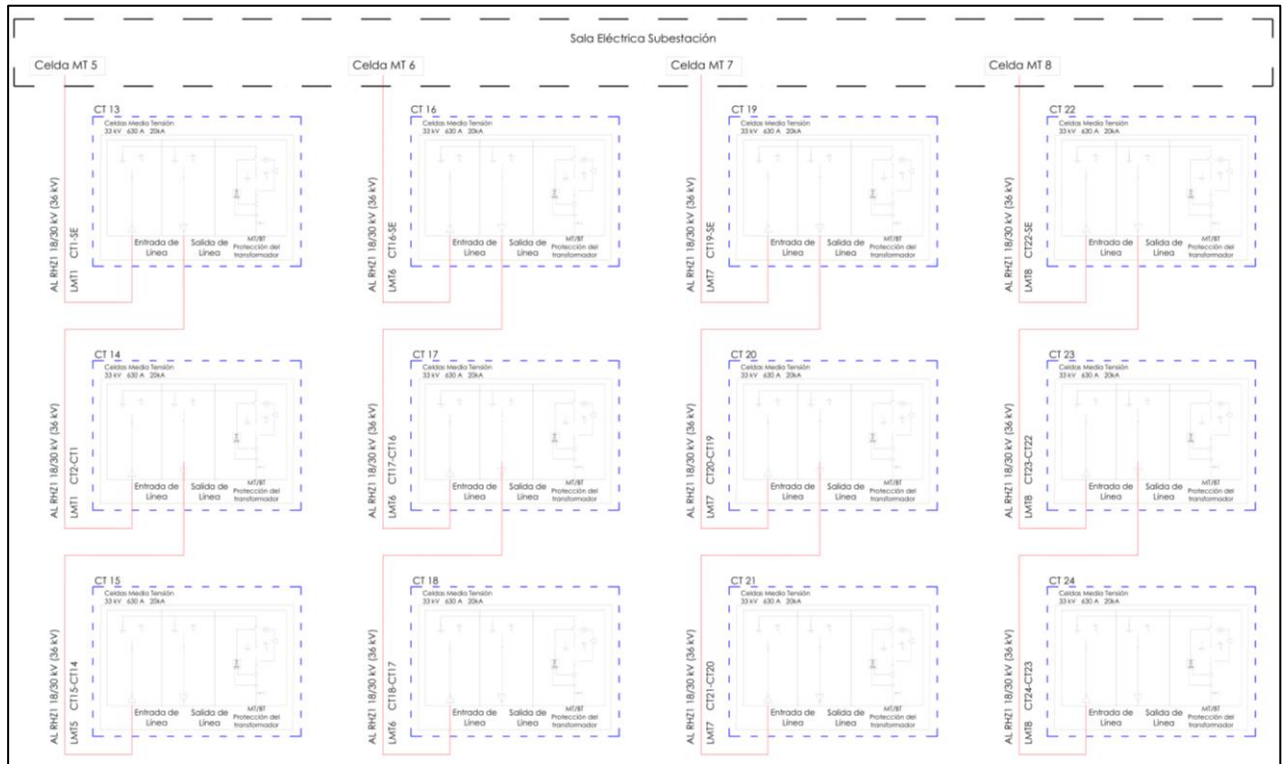 Sala Eléctrica Subestación
Celda MT 5
Celda MT 6
Celda MT 7
Celda MT 8
CT 13
Celdas Media Tensión
33 kV 630 A 20kA
Entrada de
Línea
Salida de
Línea
MT/BT
Protección del
transformador
AL RHZ1 18/30 kV (36 kV)
LMT1 CT1-SE
CT 16
Celdas Media Tensión
33 kV 630 A 20kA
Entrada de
Línea
Salida de
Línea
MT/BT
Protección del
transformador
AL RHZ1 18/30 kV (36 kV)
LMT6 CT16-SE
CT 19
Celdas Media Tensión
33 kV 630 A 20kA
Entrada de
Línea
Salida de
Línea
MT/BT
Protección del
transformador
AL RHZ1 18/30 kV (36 kV)
LMT7 CT19-SE
CT 22
Celdas Media Tensión
33 kV 630 A 20kA
Entrada de
Línea
Salida de
Línea
MT/BT
Protección del
transformador
AL RHZ1 18/30 kV (36 kV)
LMT8 CT22-SE
CT 14
Celdas Media Tensión
33 kV 630 A 20kA
Entrada de
Línea
Salida de
Línea
MT/BT
Protección del
transformador
AL RHZ1 18/30 kV (36 kV)
LMT1 CT2-CT1
CT 17
Celdas Media Tensión
33 kV 630 A 20kA
Entrada de
Línea
Salida de
Línea
MT/BT
Protección del
transformador
AL RHZ1 18/30 kV (36 kV)
LMT6 CT17-CT16
CT 20
Celdas Media Tensión
33 kV 630 A 20kA
Entrada de
Línea
Salida de
Línea
MT/BT
Protección del
transformador
AL RHZ1 18/30 kV (36 kV)
LMT7 CT20-CT19
CT 23
Celdas Media Tensión
33 kV 630 A 20kA
Entrada de
Línea
Salida de
Línea
MT/BT
Protección del
transformador
AL RHZ1 18/30 kV (36 kV)
LMT8 CT23-CT22
CT 15
Celdas Media Tensión
33 kV 630 A 20kA
Entrada de
Línea
Salida de
Línea
MT/BT
Protección del
transformador
AL RHZ1 18/30 kV (36 kV)
LMT5 CT15-CT14
CT 18
Celdas Media Tensión
33 kV 630 A 20kA
Entrada de
Línea
Salida de
Línea
MT/BT
Protección del
transformador
AL RHZ1 18/30 kV (36 kV)
LMT6 CT18-CT17
CT 21
Celdas Media Tensión
33 kV 630 A 20kA
Entrada de
Línea
Salida de
Línea
MT/BT
Protección del
transformador
AL RHZ1 18/30 kV (36 kV)
LMT7 CT21-CT20
CT 24
Celdas Media Tensión
33 kV 630 A 20kA
Entrada de
Línea
Salida de
Línea
MT/BT
Protección del
transformador
AL RHZ1 18/30 kV (36 kV)
LMT8 CT24-CT23